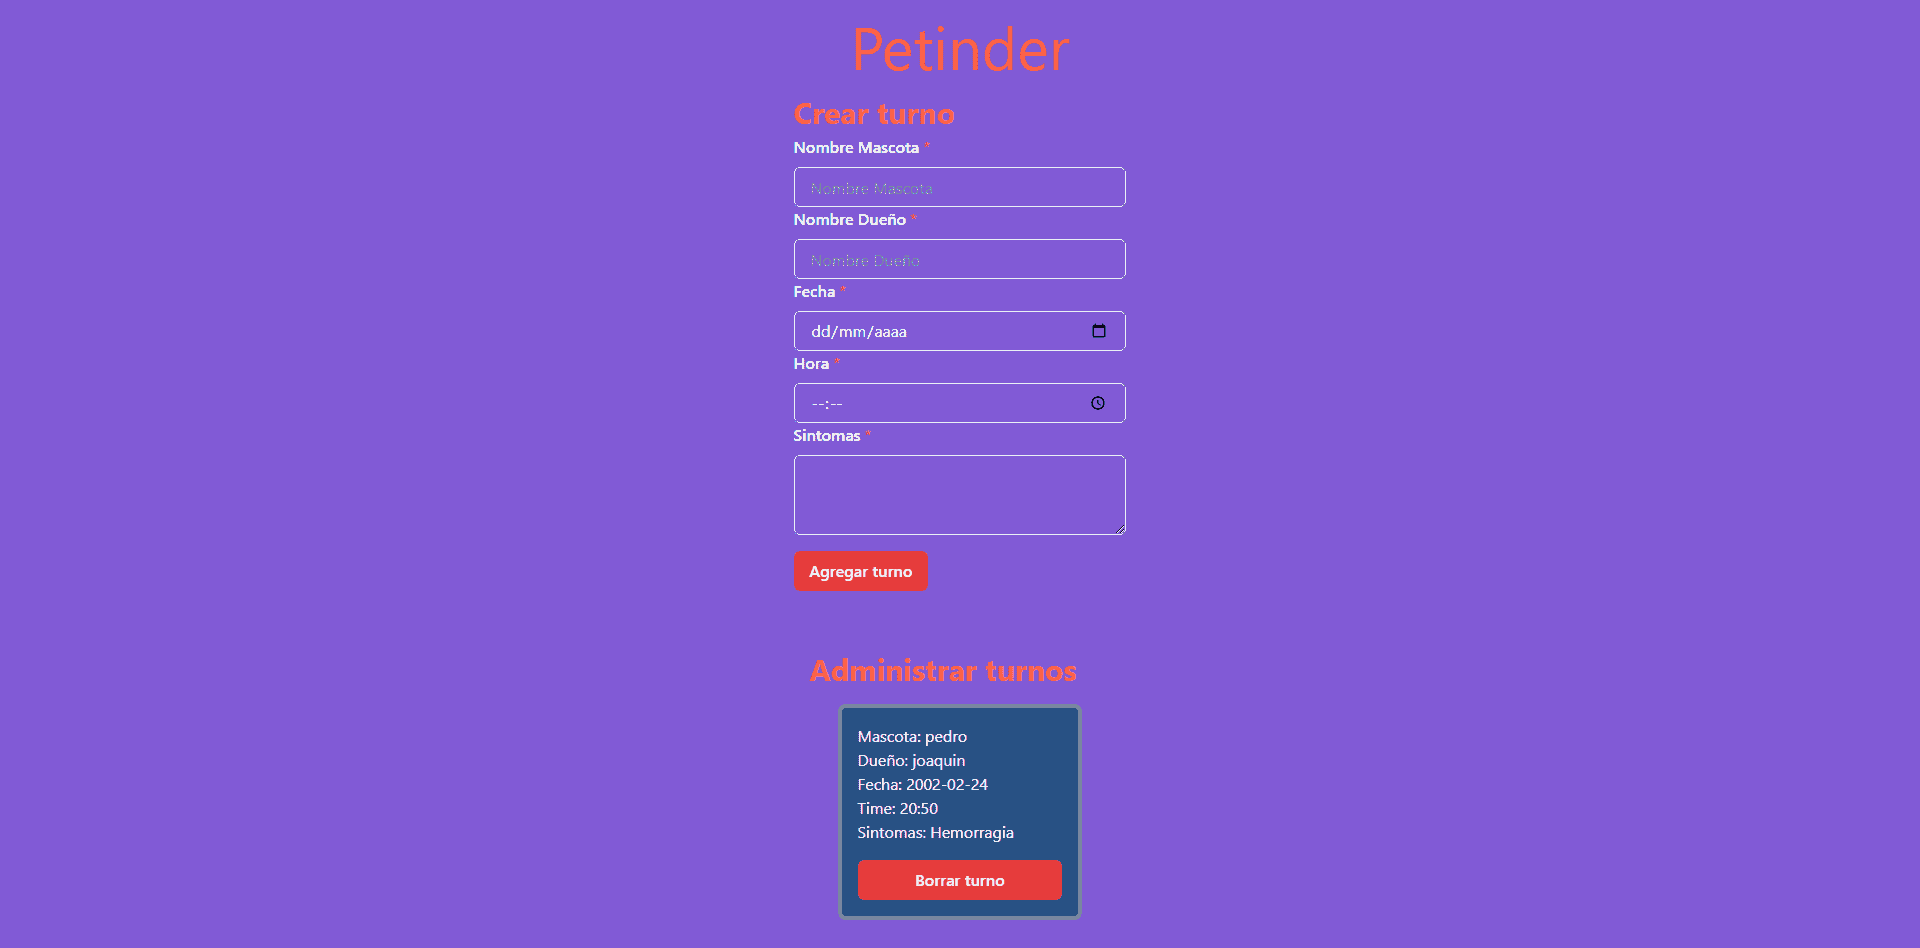 Petinder
Crear turno
Nombre Mascota *
Nombre Mascota
Nombre Dueño *
Nombre Dueño
Fecha *
dd/mm/aaaa
Hora *
--:--
Sintomas *
Agregar turno
Administrar turnos
Mascota: pedro
Dueño: joaquin
Fecha: 2002-02-24
Time: 20:50
Sintomas: Hemorragia
Borrar turno